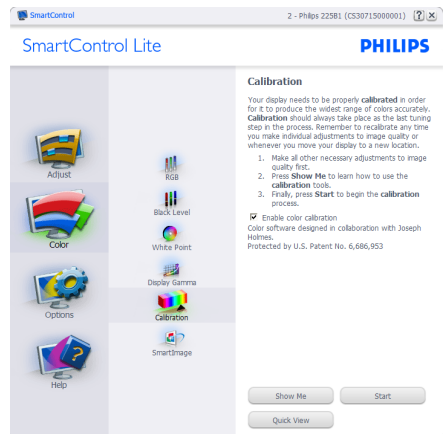 SmartControl
2 - Philips 225B1 (CS30715000001)
SmartControl Lite
PHILIPS
Adjust
Color
Options
Help
RGB
Black Level
White Point
Display Gamma
Calibration
SmartImage
Calibration
Your display needs to be properly calibrated in order
for it to produce the widest range of colors accurately.
Calibration should always take place as the last tuning
step in the process. Remember to recalibrate any time
you make individual adjustments to image quality or
whenever you move your display to a new location.
1. Make all other necessary adjustments to image
quality first.
2. Press Show Me to learn how to use the
calibration tools.
3. Finally, press Start to begin the calibration
process.
Enable color calibration
Color software designed in collaboration with Joseph
Holmes.
Protected by U.S. Patent No. 6,686,953
Show Me
Start
Quick View